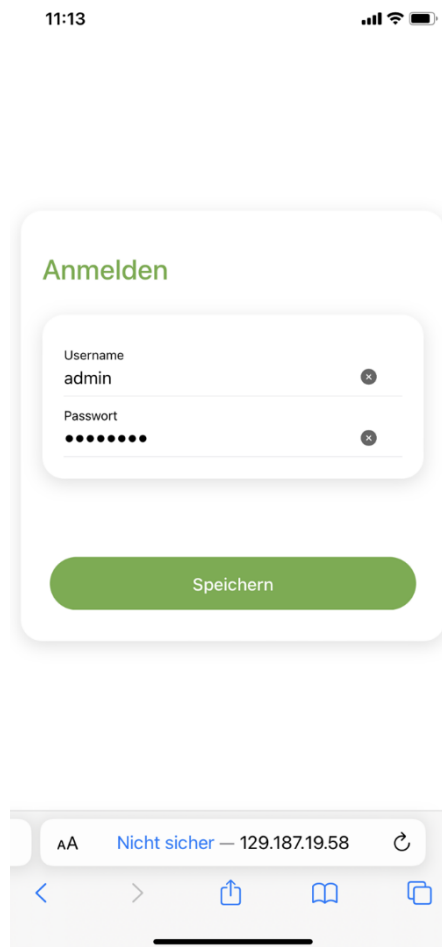 11:13
Anmelden
Username
admin
Passwort
••••••••
Speichern
AA Nicht sicher — 129.187.19.58